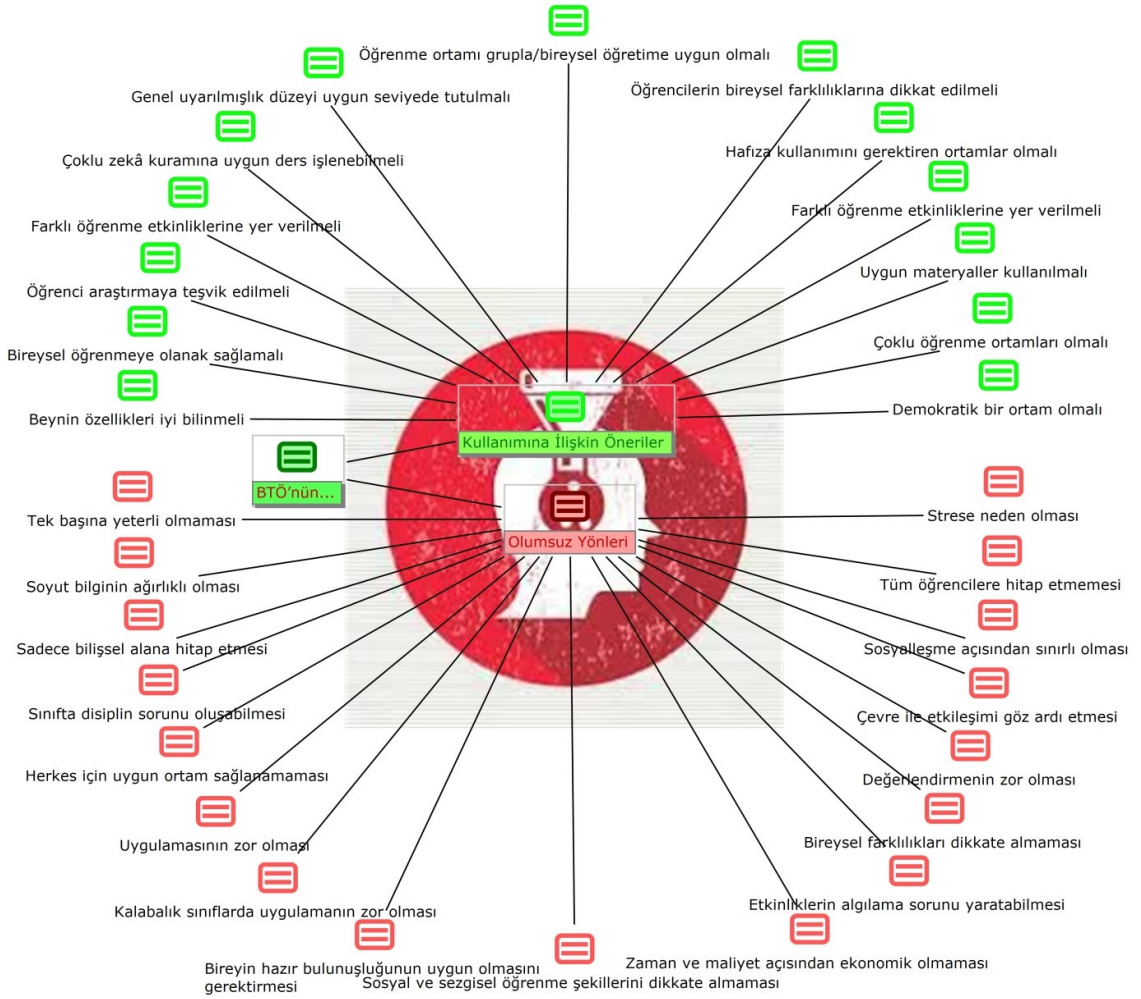 Öğrenme ortamı grupla/bireysel öğretime uygun olmalı
Genel uyarılmışlık düzeyi uygun seviyede tutulmalı
Öğrencilerin bireysel farklılıklarına dikkat edilmeli
Çoklu zekâ kuramına uygun ders işlenebilmeli
Hafıza kullanımını gerektiren ortamlar olmalı
Farklı öğrenme etkinliklerine yer verilmeli
Farklı öğrenme etkinliklerine yer verilmeli
Öğrenci araştırmaya teşvik edilmeli
Uygun materyaller kullanılmalı
Bireysel öğrenmeye olanak sağlamalı
Çoklu öğrenme ortamları olmalı
Beynin özellikleri iyi bilinmeli
Demokratik bir ortam olmalı
Kullanımına İlişkin Öneriler
BTÖ'nün...
Tek başına yeterli olmaması
Strese neden olması
Olumsuz Yönleri
Soyut bilginin ağırlıklı olması
Tüm öğrencilere hitap etmemesi
Sadece bilişsel alana hitap etmesi
Sosyalleşme açısından sınırlı olması
Sınıfta disiplin sorunu oluşabilmesi
Çevre ile etkileşimi göz ardı etmesi
Herkes için uygun ortam sağlanamaması
Değerlendirmenin zor olması
Uygulamasının zor olması
Bireysel farklılıkları dikkate almaması
Kalabalık sınıflarda uygulamanın zor olması
Etkinliklerin algılama sorunu yaratabilmesi
Bireyin hazır bulunuşluğunun uygun olmasını
gerektirmesi
Sosyal ve sezgisel öğrenme şekillerini dikkate almaması
Zaman ve maliyet açısından ekonomik olmaması